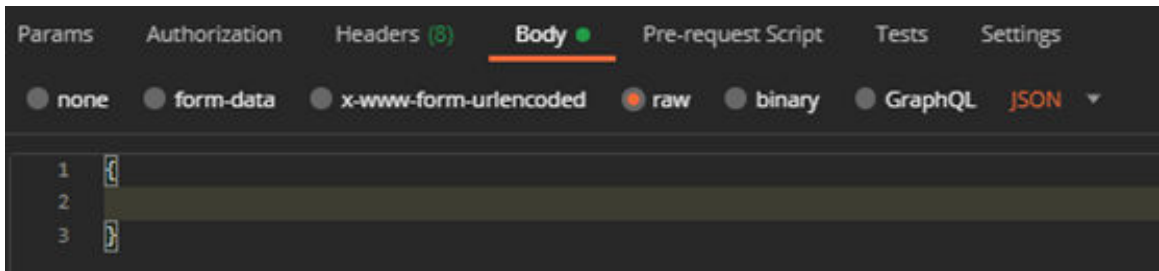 Params Authorization Headers (8) Body Pre-request Script Tests Settings
none form-data x-www-form-urlencoded raw binary GraphQL JSON
1 {
2
3 }